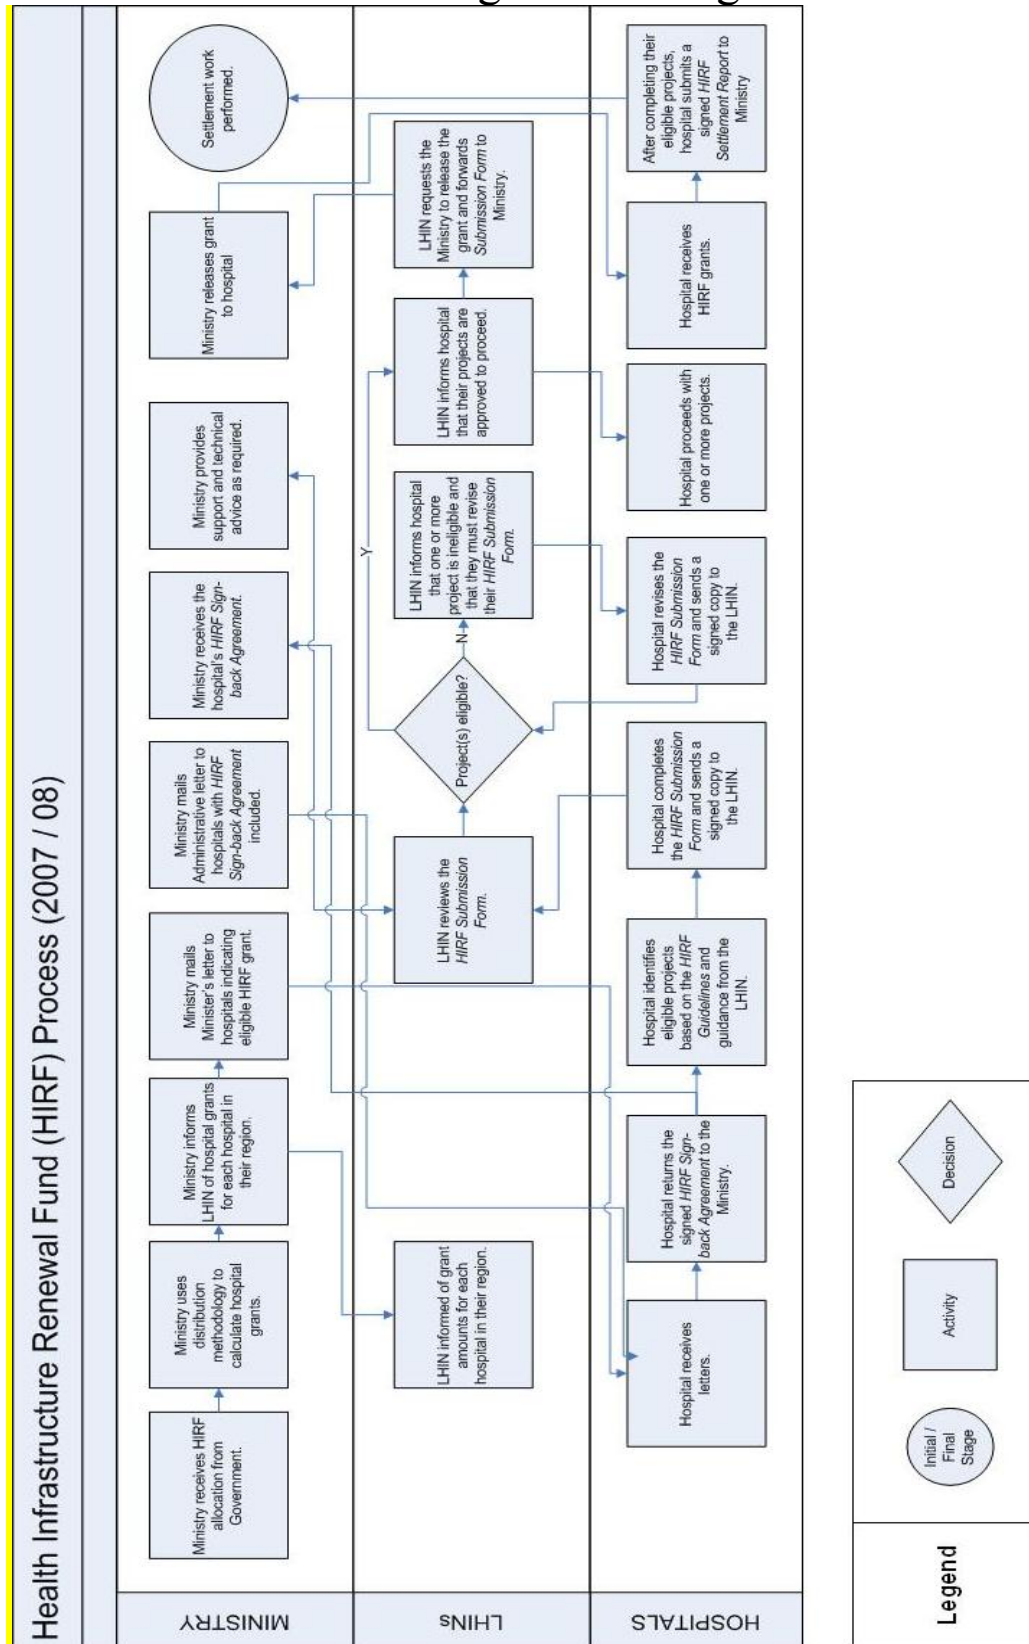 Health Infrastructure Renewal Fund (HIRF) Process (2007 / 08)
MINISTRY
Ministry receives HIRF
allocation from
Government.
Ministry uses
distribution
methodology to
calculate hospital
grants.
Ministry informs
LHIN of hospital grants
for each hospital in
their region.
Ministry mails
Minister's letter to
hospitals indicating
eligible HIRF grant.
Ministry mails
Administrative letter to
hospitals with HIRF
Sign-back Agreement
included.
Ministry receives the
hospital's HIRF Sign-
back Agreement.
Ministry provides
support and technical
advice as required.
Ministry releases grant
to hospital
Settlement work
performed.
LHINs
LHIN informed of grant
amounts for each
hospital in their region.
LHIN reviews the
HIRF Submission
Form.
Project(s) eligible?
Y
N
LHIN informs hospital
that one or more
project is ineligible and
that they must revise
their HIRF Submission
Form.
LHIN informs hospital
that their projects are
approved to proceed.
LHIN requests the
Ministry to release the
grant and forwards
Submission Form to
Ministry.
HOSPITALS
Hospital receives
letters.
Hospital returns the
signed HIRF Sign-
back Agreement to the
Ministry.
Hospital identifies
eligible projects
based on the HIRF
Guidelines and
guidance from the
LHIN.
Hospital completes
the HIRF Submission
Form and sends a
signed copy to
the LHIN.
Hospital revises the
HIRF Submission
Form and sends a
signed copy to
the LHIN.
Hospital proceeds with
one or more projects.
Hospital receives
HIRF grants.
After completing their
eligible projects,
hospital submits a
signed HIRF
Settlement Report to
Ministry
Legend
Initial /
Final
Stage
Activity
Decision